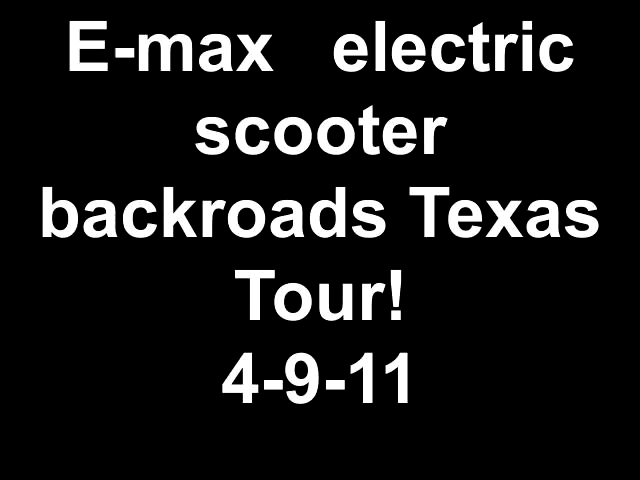 E-max electric
scooter
backroads Texas
Tour!
4-9-11